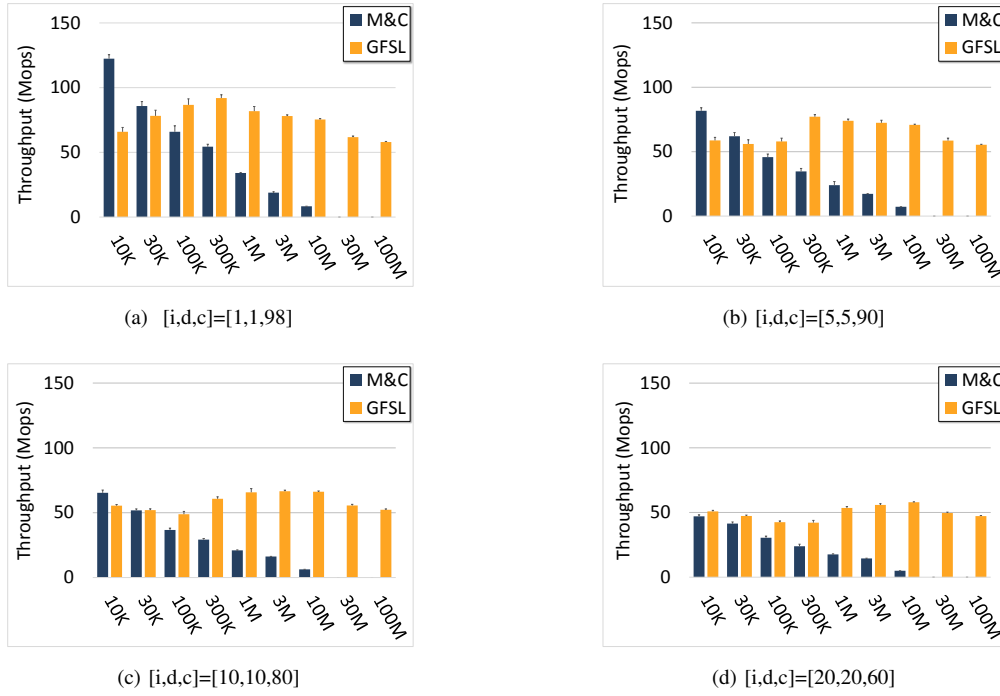 150
100
50
0
Throughput (Mops)
M&C
GFSL
10K
30K
100K
300K
1M
3M
10M
30M
100M
(a) [i,d,c]=[1,1,98]
150
100
50
0
Throughput (Mops)
M&C
GFSL
10K
30K
100K
300K
1M
3M
10M
30M
100M
(b) [i,d,c]=[5,5,90]
150
100
50
0
Throughput (Mops)
M&C
GFSL
10K
30K
100K
300K
1M
3M
10M
30M
100M
(c) [i,d,c]=[10,10,80]
150
100
50
0
Throughput (Mops)
M&C
GFSL
10K
30K
100K
300K
1M
3M
10M
30M
100M
(d) [i,d,c]=[20,20,60]